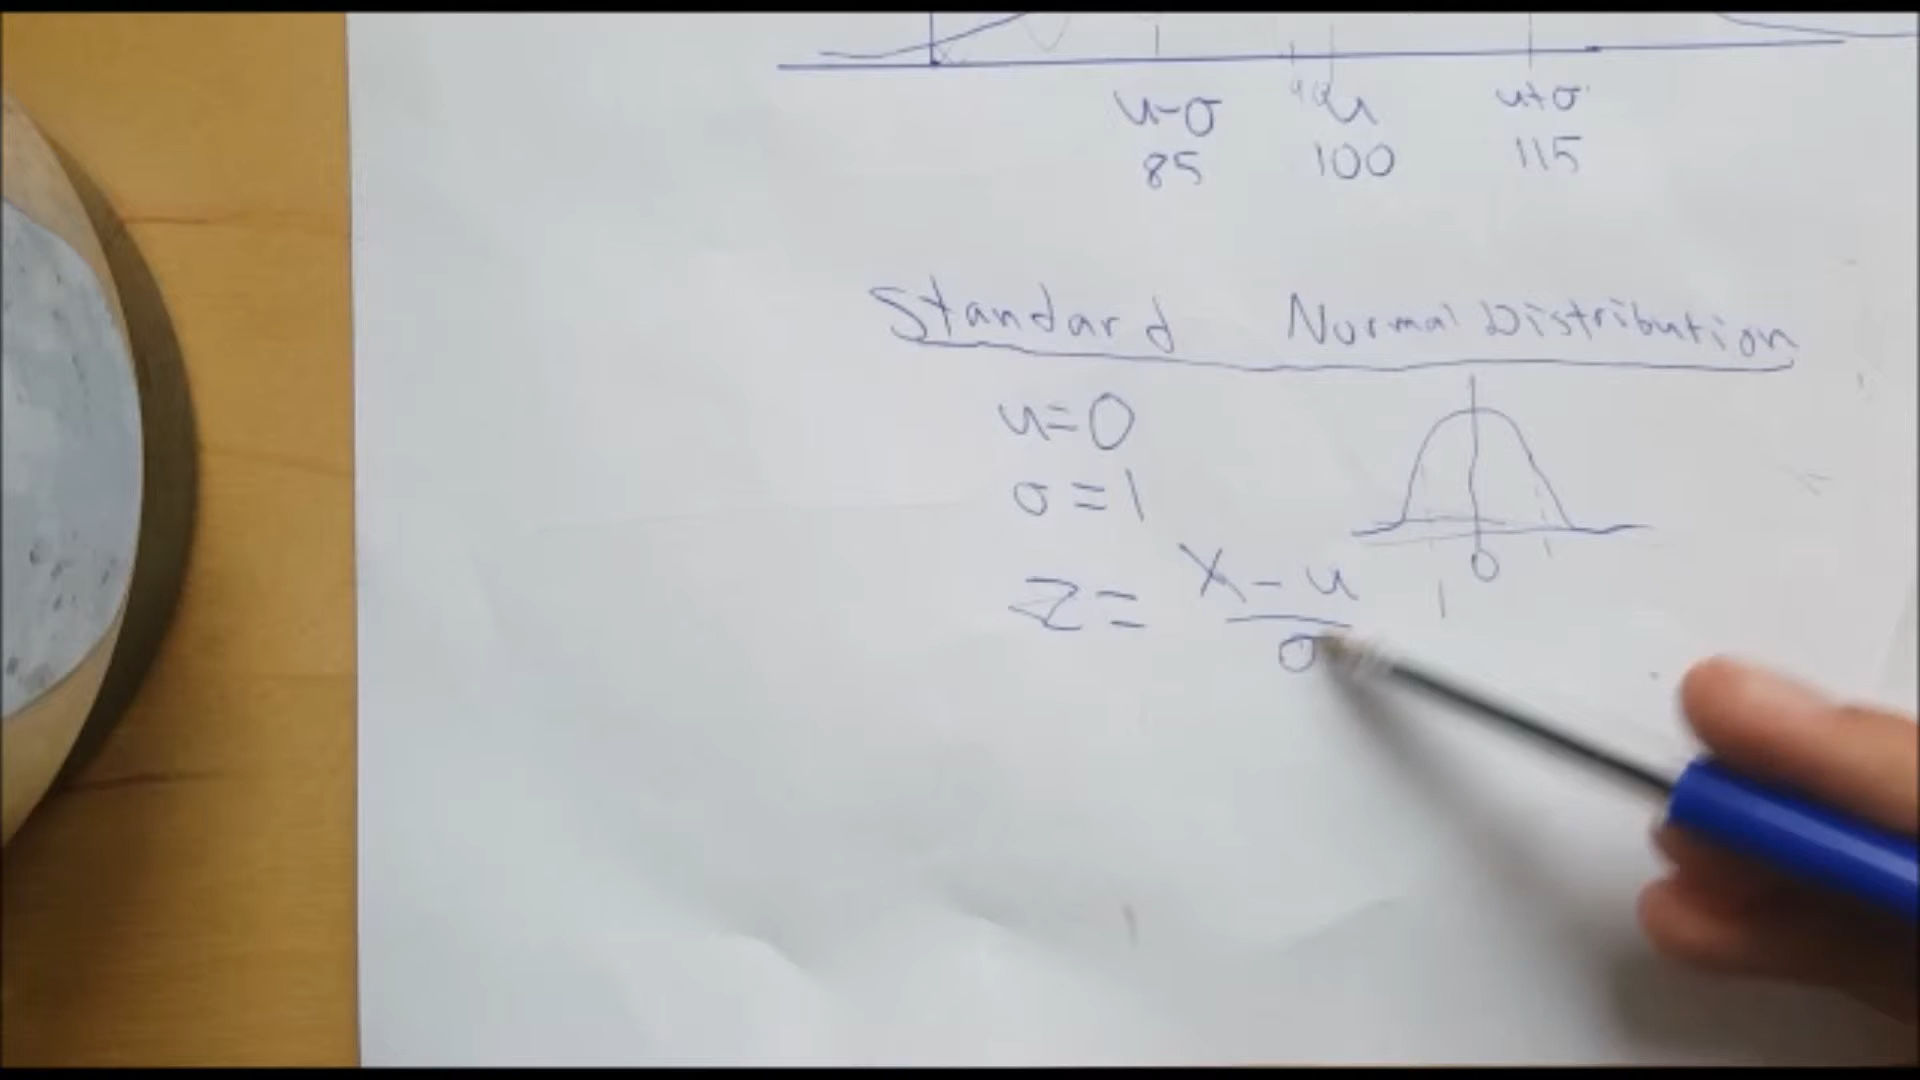 u-σ u u+σ
85 100 115
Standard Normal Distribution
u=0
σ=1
0
z= x-u
σ